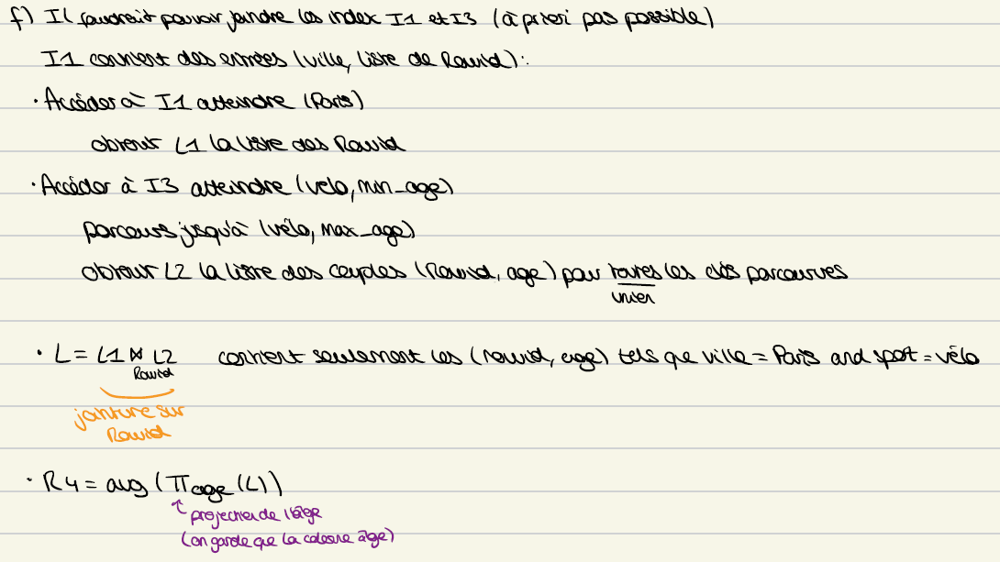 f) Il faudrait pouvoir joindre les index I1 et I3 (à priori pas possible)
I1 contient des entrées (ville, liste de Rowid):
• Accéder à I1 atteindre (Paris)
obtenir L1 la liste des Rowid
• Accéder à I3 atteindre (vélo, min_age)
parcours jusqu'à (vélo, max_age)
obtenir L2 la liste des couples (Rowid, age) pour toutes les clés parcourues
union
• L = L1 ⋈ L2 contient seulement les (rowid, age) tels que ville = Paris and sport = vélo
Rowid
jointure sur
Rowid
• R4 = avg (π age (L))
↑ projection de l'âge
(on garde que la colonne âge)